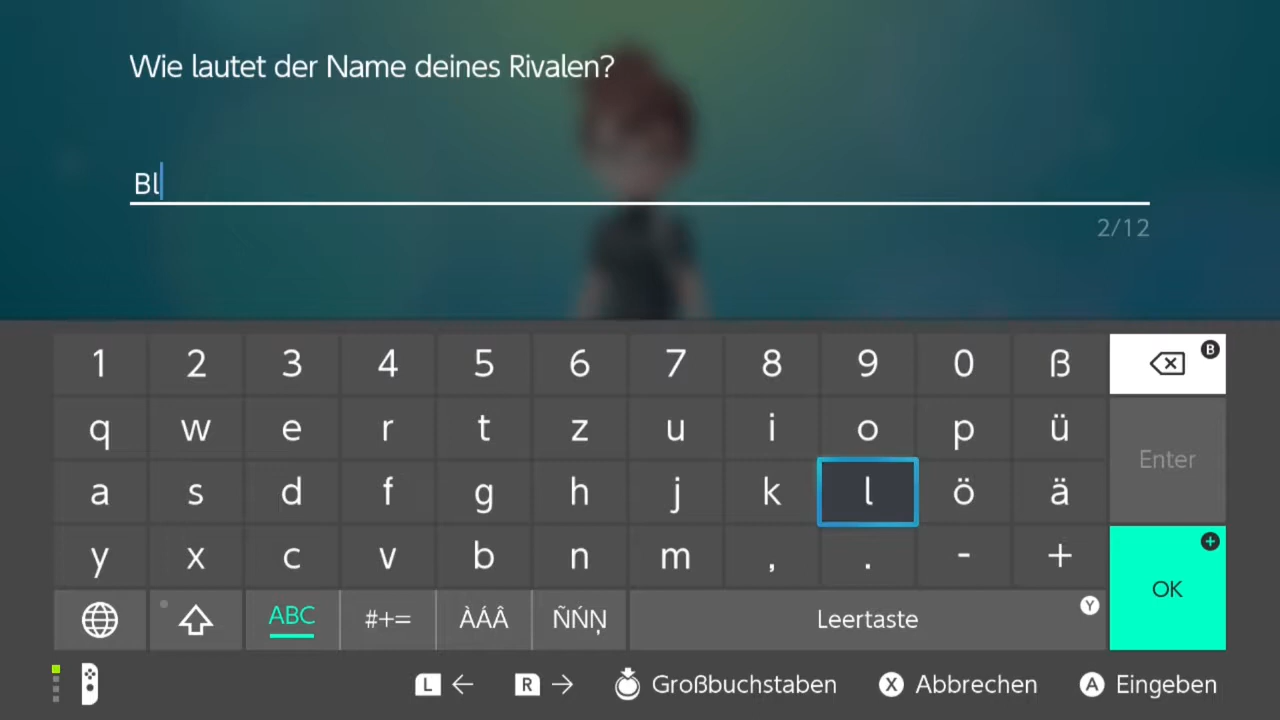 Wie lautet der Name deines Rivalen?
Bl
2/12
1 2 3 4 5 6 7 8 9 0 ß B
q w e r t z u i o p ü
Enter
a s d f g h j k l ö ä
y x c v b n m , . - +
OK
ABC #+= ÀÁÂ ÑŃŅ Leertaste Y
L ← R → Großbuchstaben X Abbrechen A Eingeben